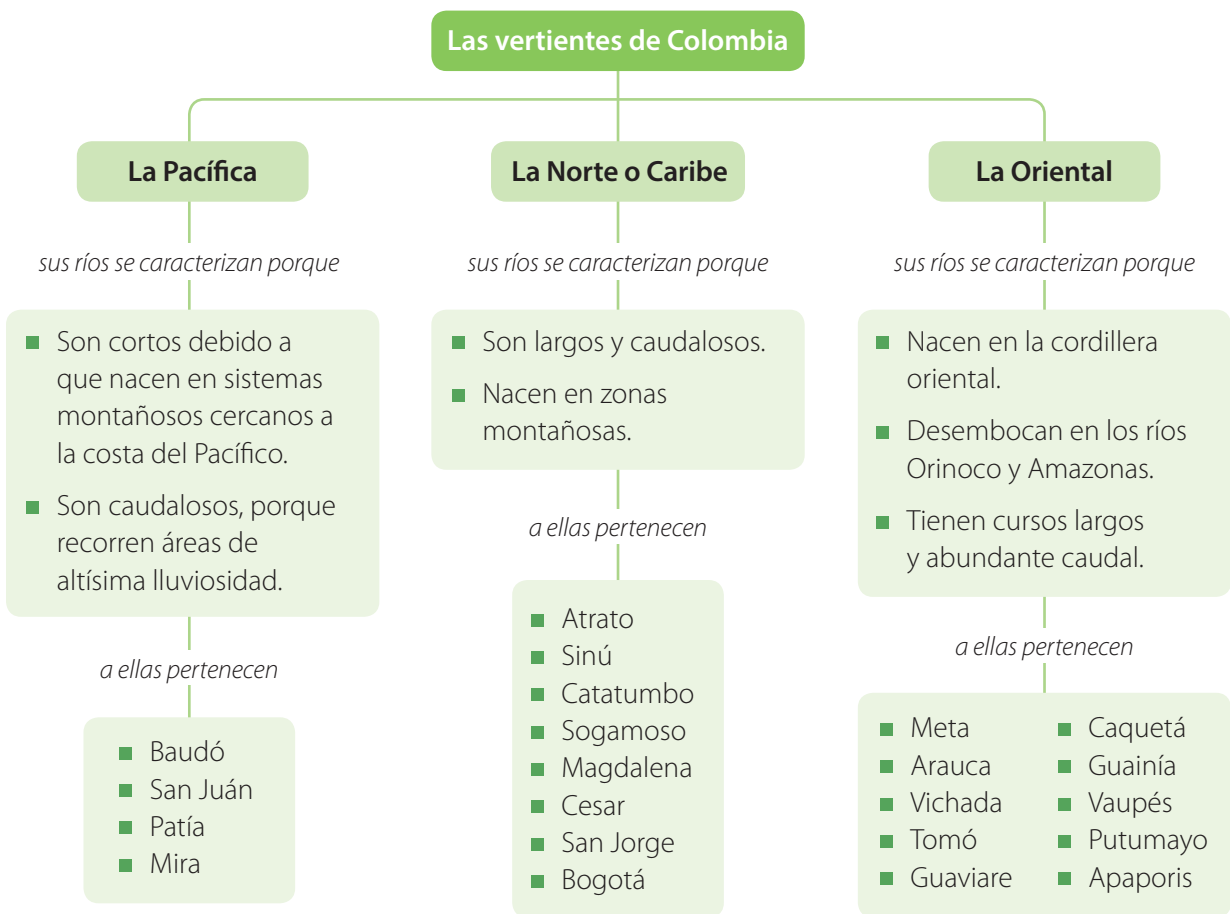 Las vertientes de Colombia
La Pacífica
sus ríos se caracterizan porque
Son cortos debido a
que nacen en sistemas
montañosos cercanos a
la costa del Pacífico.
Son caudalosos, porque
recorren áreas de
altísima lluviosidad.
a ellas pertenecen
Baudó
San Juán
Patía
Mira
La Norte o Caribe
sus ríos se caracterizan porque
Son largos y caudalosos.
Nacen en zonas
montañosas.
a ellas pertenecen
Atrato
Sinú
Catatumbo
Sogamoso
Magdalena
Cesar
San Jorge
Bogotá
La Oriental
sus ríos se caracterizan porque
Nacen en la cordillera
oriental.
Desembocan en los ríos
Orinoco y Amazonas.
Tienen cursos largos
y abundante caudal.
a ellas pertenecen
Meta
Arauca
Vichada
Tomó
Guaviare
Caquetá
Guainía
Vaupés
Putumayo
Apaporis